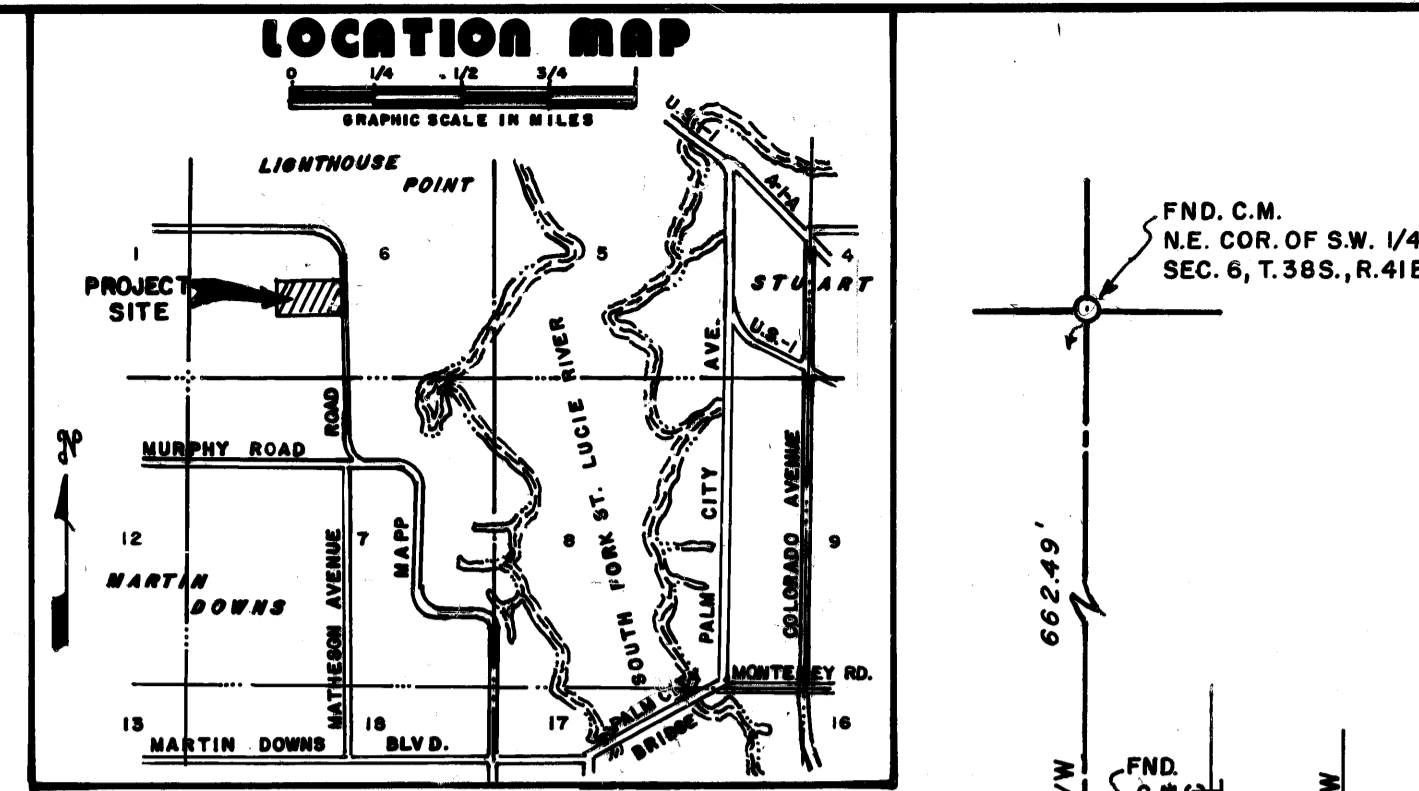 LOCATION MAP
0 1/4 1/2 3/4 1
GRAPHIC SCALE IN MILES
LIGHTHOUSE
POINT
U.S.-1
A-1-A
1
6
5
4
PROJECT
SITE
STUART
U.S.-1
FND. C.M.
N.E. COR. OF S.W. 1/4
SEC. 6, T.38S., R.41E
N
MURPHY ROAD
ROAD
MAPP
MATHESON AVENUE
SOUTH FORK ST. LUCIE RIVER
PALM CITY AVE.
COLORADO AVENUE
12
7
8
9
MARTIN
DOWNS
662.49'
MONTEREY RD.
PALM CITY
BRIDGE
13
18
17
16
MARTIN DOWNS BLVD.
FND.